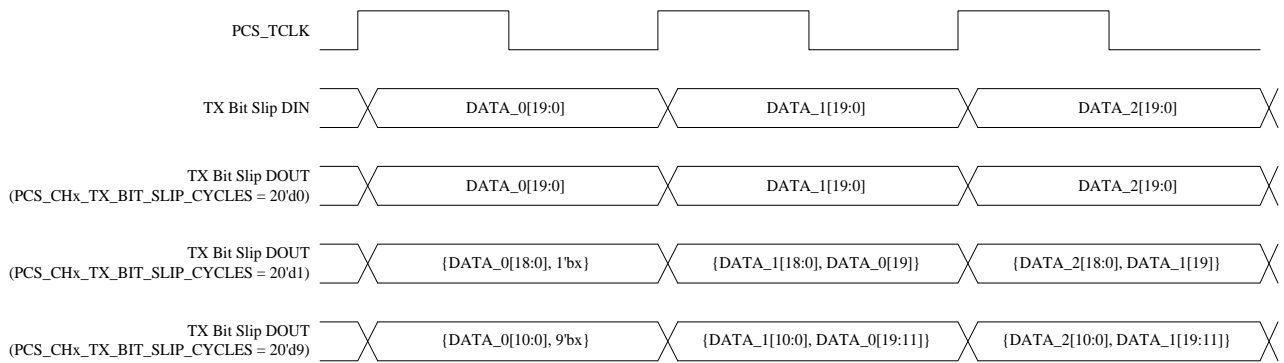 PCS_TCLK
TX Bit Slip DIN
DATA_0[19:0]
DATA_1[19:0]
DATA_2[19:0]
TX Bit Slip DOUT
(PCS_CHx_TX_BIT_SLIP_CYCLES = 20'd0)
DATA_0[19:0]
DATA_1[19:0]
DATA_2[19:0]
TX Bit Slip DOUT
(PCS_CHx_TX_BIT_SLIP_CYCLES = 20'd1)
{DATA_0[18:0], 1'bx}
{DATA_1[18:0], DATA_0[19]}
{DATA_2[18:0], DATA_1[19]}
TX Bit Slip DOUT
(PCS_CHx_TX_BIT_SLIP_CYCLES = 20'd9)
{DATA_0[10:0], 9'bx}
{DATA_1[10:0], DATA_0[19:11]}
{DATA_2[10:0], DATA_1[19:11]}